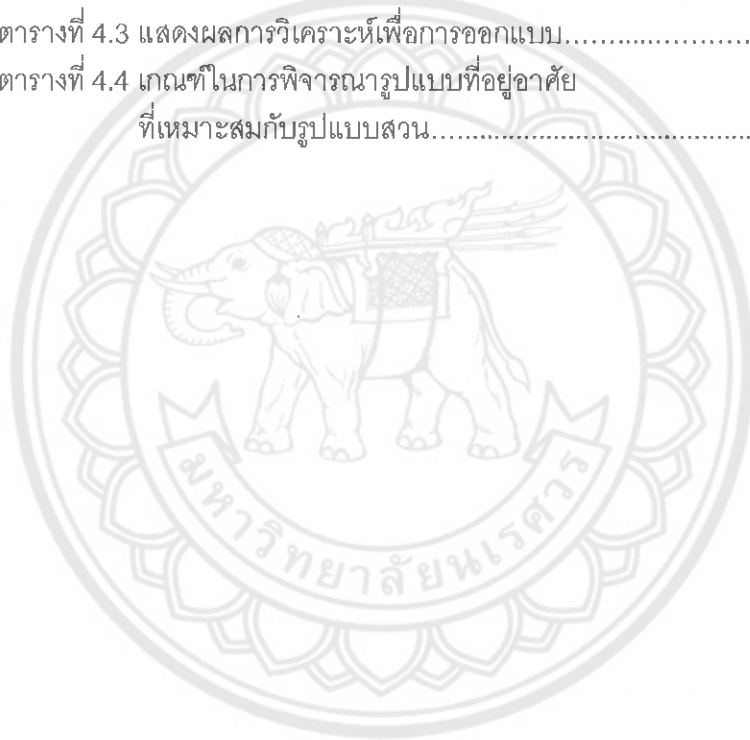 ตารางที่ 4.3 แสดงผลการวิเคราะห์เพื่อการออกแบบ...........................
ตารางที่ 4.4 เกณฑ์ในการพิจารณารูปแบบที่อยู่อาศัย
ที่เหมาะสมกับรูปแบบสวน.............................................
มหาวิทยาลัยนเรศวร